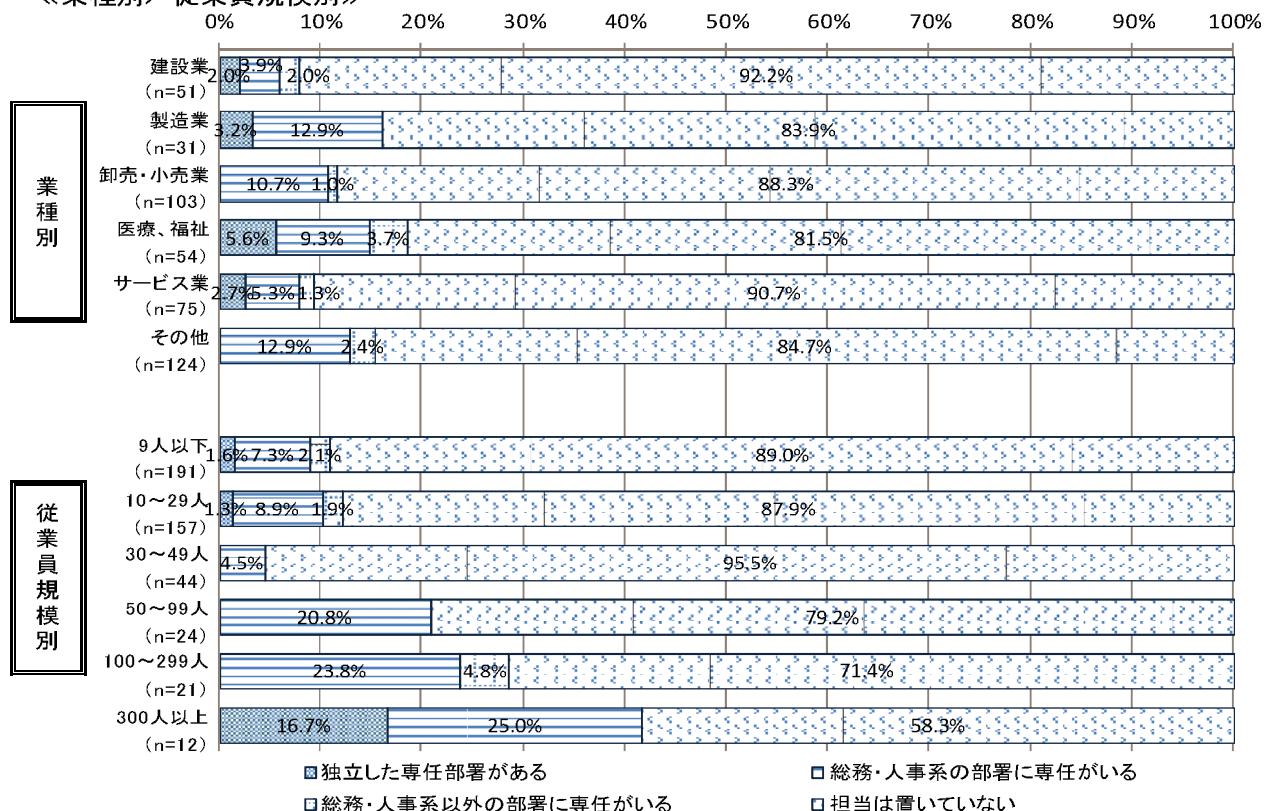 ≪業種別/従業員規模別≫
0% 10% 20% 30% 40% 50% 60% 70% 80% 90% 100%
業種別
建設業
(n=51)
2.0% 3.9% 2.0% 92.2%
製造業
(n=31)
3.2% 12.9% 83.9%
卸売・小売業
(n=103)
10.7% 1.0% 88.3%
医療、福祉
(n=54)
5.6% 9.3% 3.7% 81.5%
サービス業
(n=75)
2.7% 5.3% 1.3% 90.7%
その他
(n=124)
12.9% 2.4% 84.7%
従業員規模別
9人以下
(n=191)
1.6% 7.3% 2.1% 89.0%
10~29人
(n=157)
1.3% 8.9% 1.9% 87.9%
30~49人
(n=44)
4.5% 95.5%
50~99人
(n=24)
20.8% 79.2%
100~299人
(n=21)
23.8% 4.8% 71.4%
300人以上
(n=12)
16.7% 25.0% 58.3%
独立した専任部署がある 総務・人事系の部署に専任がいる
総務・人事系以外の部署に専任がいる 担当は置いていない